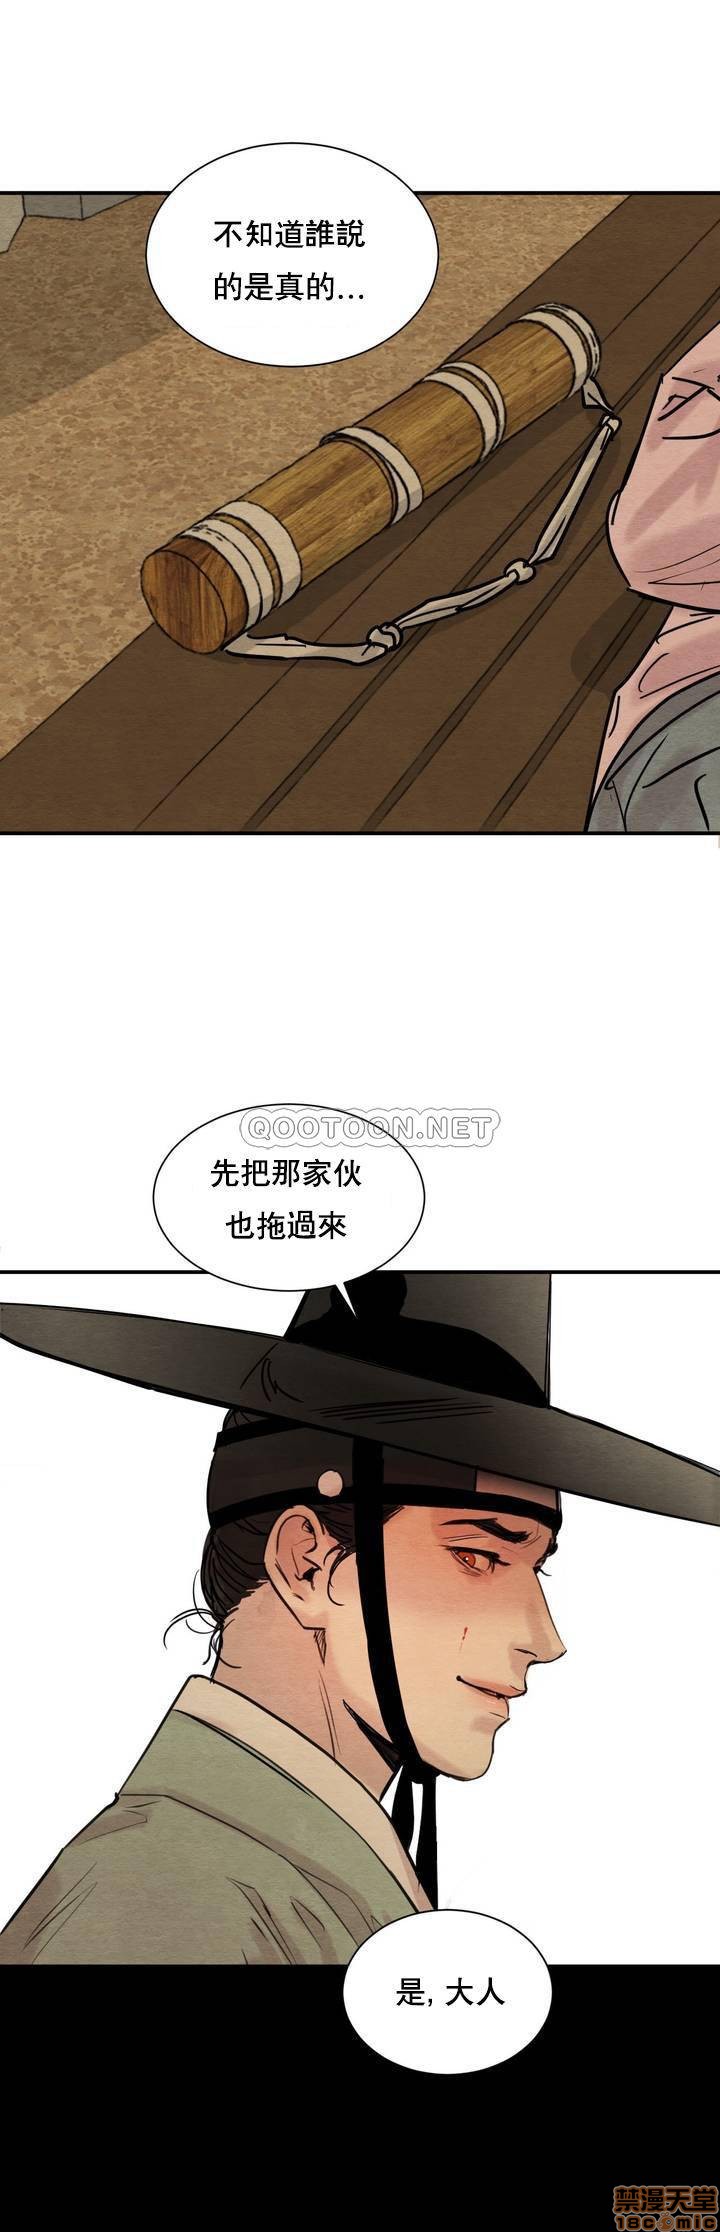 不知道誰說
的是真的...
QOOTOON.NET
先把那家伙
也拖過來
是, 大人
禁漫天堂
18comic